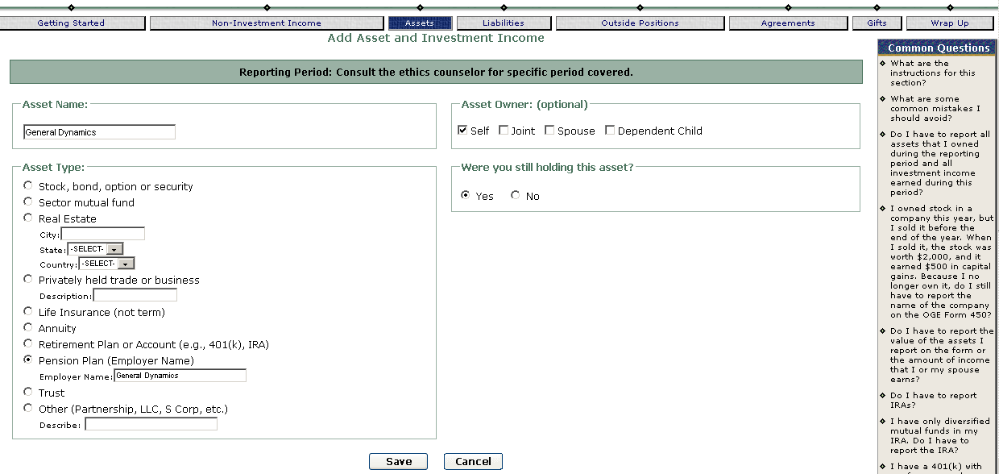 Getting Started
Non-Investment Income
Assets
Liabilities
Outside Positions
Agreements
Gifts
Wrap Up
Add Asset and Investment Income
Reporting Period: Consult the ethics counselor for specific period covered.
Asset Name:
General Dynamics
Asset Owner: (optional)
Self Joint Spouse Dependent Child
Asset Type:
Stock, bond, option or security
Sector mutual fund
Real Estate
City:
State: -SELECT-
Country: -SELECT-
Privately held trade or business
Description:
Life Insurance (not term)
Annuity
Retirement Plan or Account (e.g., 401(k), IRA)
Pension Plan (Employer Name)
Employer Name: General Dynamics
Trust
Other (Partnership, LLC, S Corp, etc.)
Describe:
Were you still holding this asset?
Yes No
Save Cancel
Common Questions
What are the
instructions for this
section?
What are some
common mistakes I
should avoid?
Do I have to report all
assets that I owned
during the reporting
period and all
investment income
earned during this
period?
I owned stock in a
company this year, but
I sold it before the
end of the year. When
I sold it, the stock was
worth $2,000, and it
earned $500 in capital
gains. Because I no
longer own it, do I still
have to report the
name of the company
on the OGE Form 450?
Do I have to report the
value of the assets I
report on the form or
the amount of income
that I or my spouse
earns?
Do I have to report
IRAs?
I have only diversified
mutual funds in my
IRA. Do I have to
report the IRA?
I have a 401(k) with